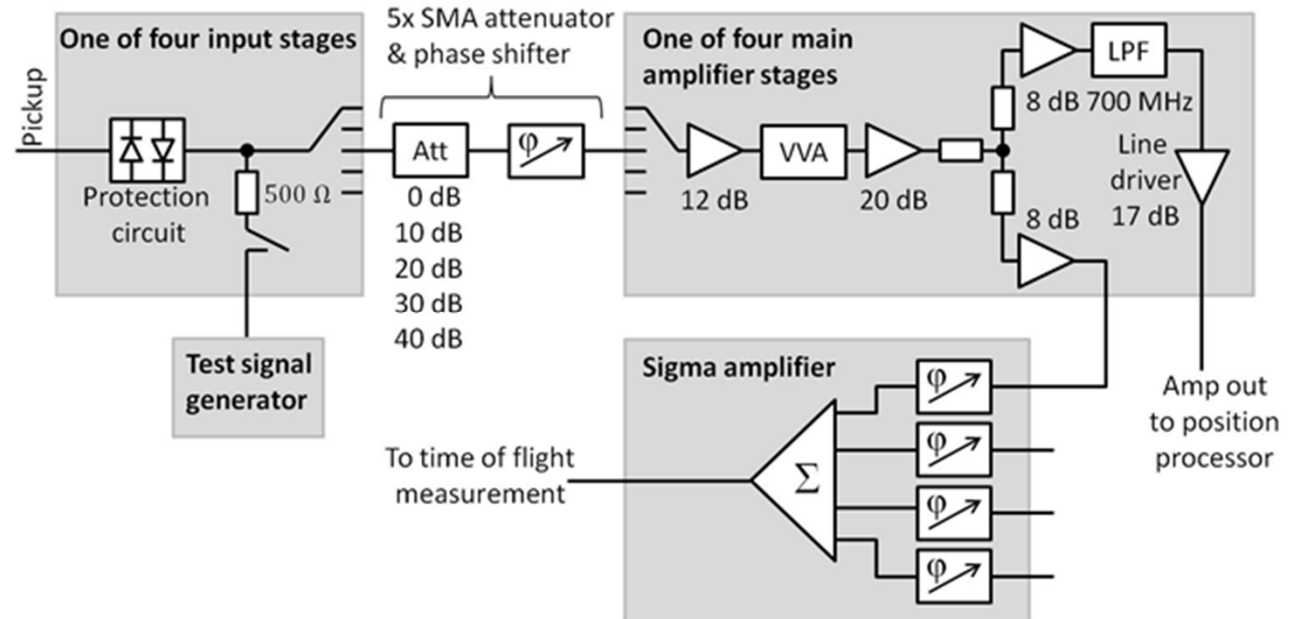 One of four input stages
Pickup
Protection
circuit
500 Ω
Test signal
generator
5x SMA attenuator
& phase shifter
Att
φ
0 dB
10 dB
20 dB
30 dB
40 dB
One of four main
amplifier stages
12 dB
VVA
20 dB
8 dB 700 MHz
LPF
8 dB
Line
driver
17 dB
Amp out
to position
processor
Sigma amplifier
φ
φ
φ
φ
Σ
To time of flight
measurement